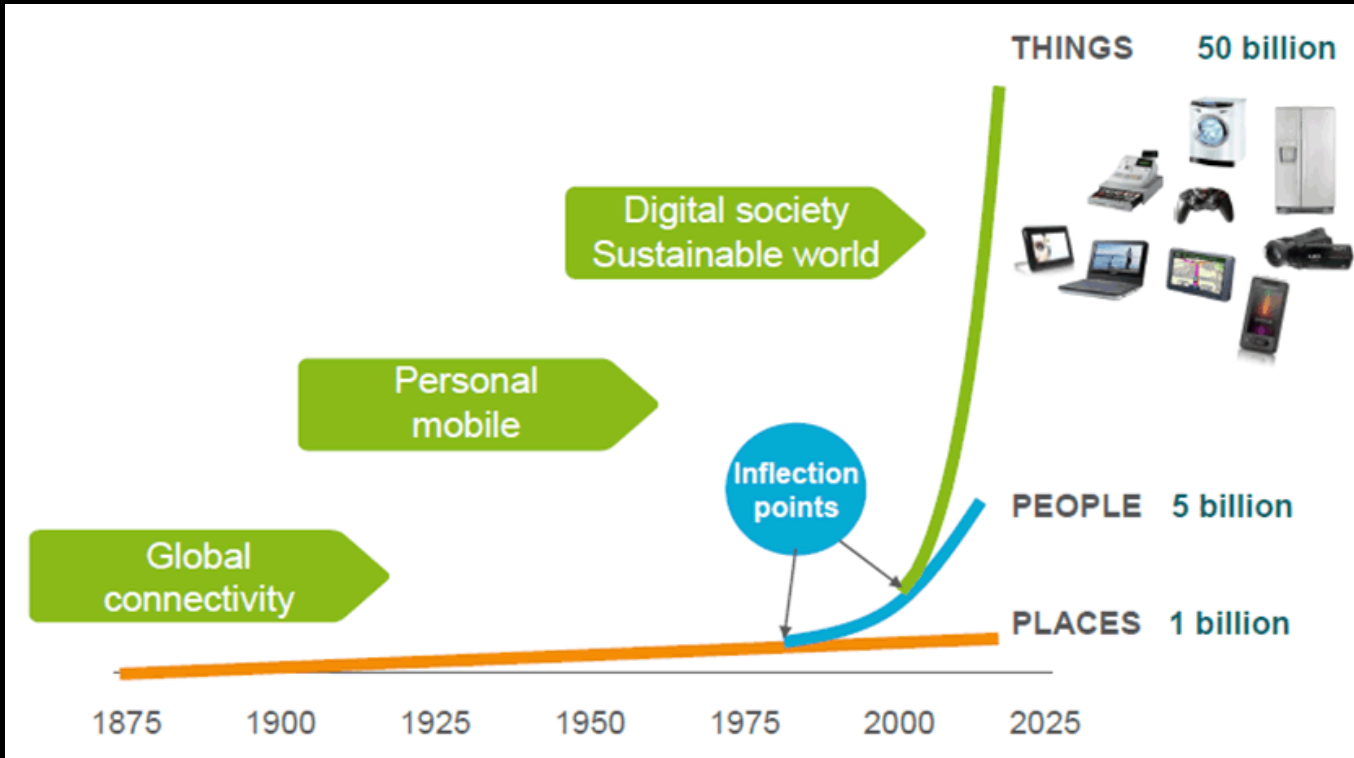 THINGS 50 billion
Digital society
Sustainable world
Personal
mobile
Inflection
points
PEOPLE 5 billion
Global
connectivity
PLACES 1 billion
1875 1900 1925 1950 1975 2000 2025